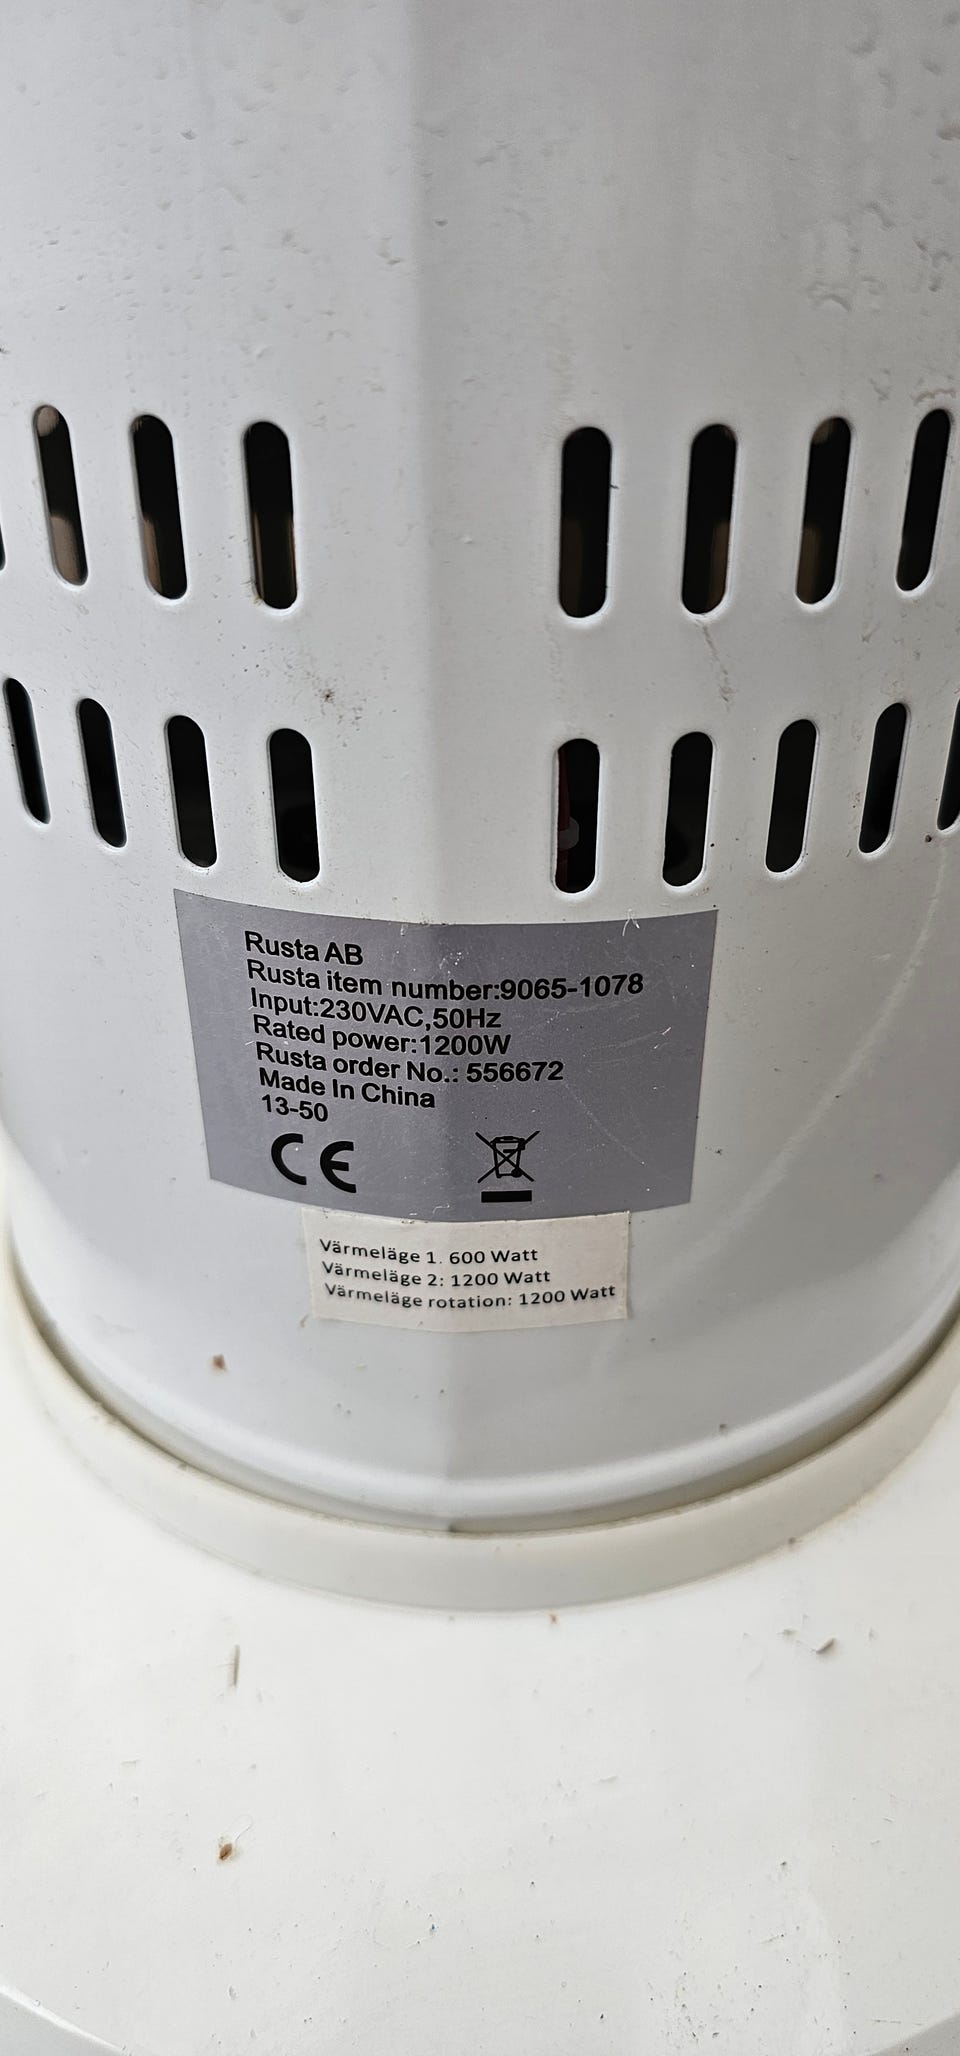 Rusta AB
Rusta item number:9065-1078
Input:230VAC,50Hz
Rated power:1200W
Rusta order No.: 556672
Made In China
13-50
CE
Värmeläge 1. 600 Watt
Värmeläge 2: 1200 Watt
Värmeläge rotation: 1200 Watt